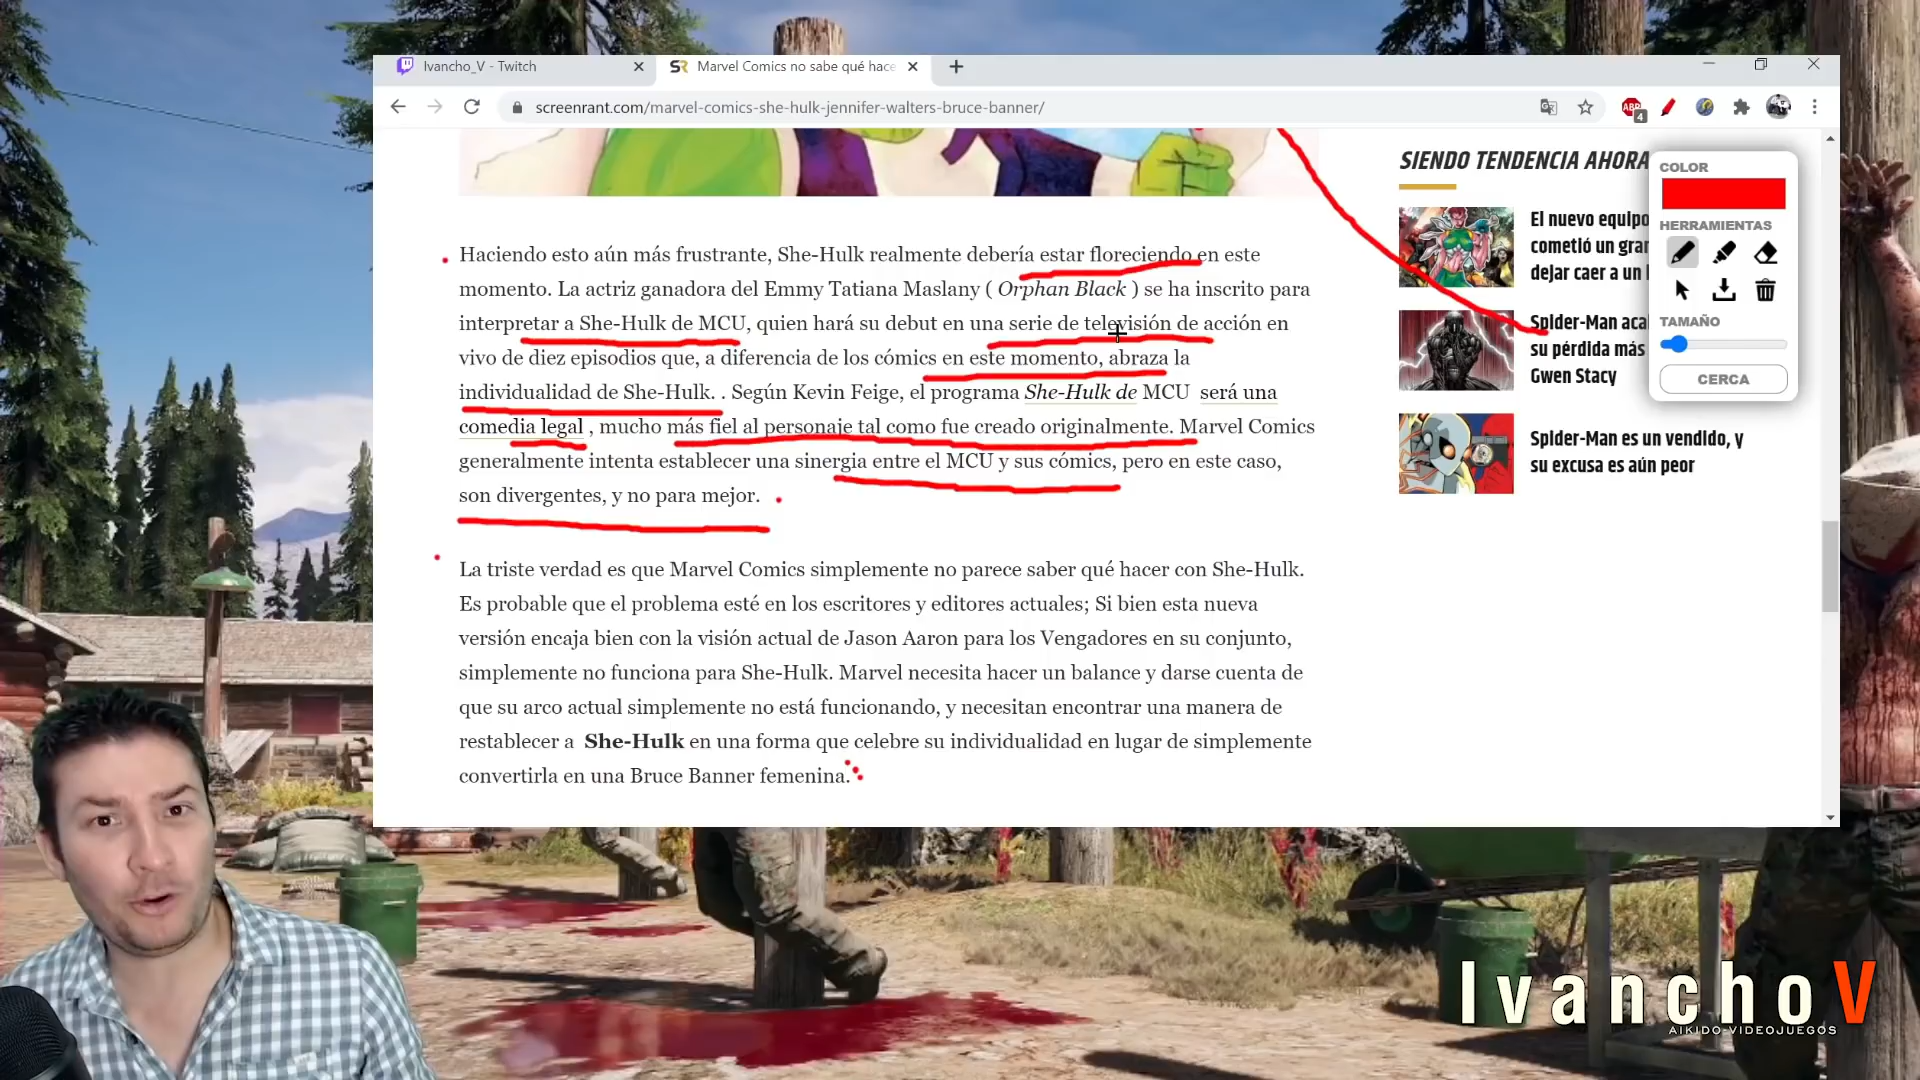 Ivancho_V - Twitch
SR
Marvel Comics no sabe qué hace
screenrant.com/marvel-comics-she-hulk-jennifer-walters-bruce-banner/
ABP
4
Haciendo esto aún más frustrante, She-Hulk realmente debería estar floreciendo en este
momento. La actriz ganadora del Emmy Tatiana Maslany ( Orphan Black ) se ha inscrito para
interpretar a She-Hulk de MCU, quien hará su debut en una serie de televisión de acción en
vivo de diez episodios que, a diferencia de los cómics en este momento, abraza la
individualidad de She-Hulk. . Según Kevin Feige, el programa She-Hulk de MCU será una
comedia legal , mucho más fiel al personaje tal como fue creado originalmente. Marvel Comics
generalmente intenta establecer una sinergia entre el MCU y sus cómics, pero en este caso,
son divergentes, y no para mejor.
La triste verdad es que Marvel Comics simplemente no parece saber qué hacer con She-Hulk.
Es probable que el problema esté en los escritores y editores actuales; Si bien esta nueva
versión encaja bien con la visión actual de Jason Aaron para los Vengadores en su conjunto,
simplemente no funciona para She-Hulk. Marvel necesita hacer un balance y darse cuenta de
que su arco actual simplemente no está funcionando, y necesitan encontrar una manera de
restablecer a She-Hulk en una forma que celebre su individualidad en lugar de simplemente
convertirla en una Bruce Banner femenina.
SIENDO TENDENCIA AHORA
El nuevo equipo
cometió un gran
dejar caer a un
Spider-Man aca
su pérdida más
Gwen Stacy
Spider-Man es un vendido, y
su excusa es aún peor
COLOR
HERRAMIENTAS
TAMAÑO
CERCA
IvanchoV
AIKIDO-VIDEOJUEGOS